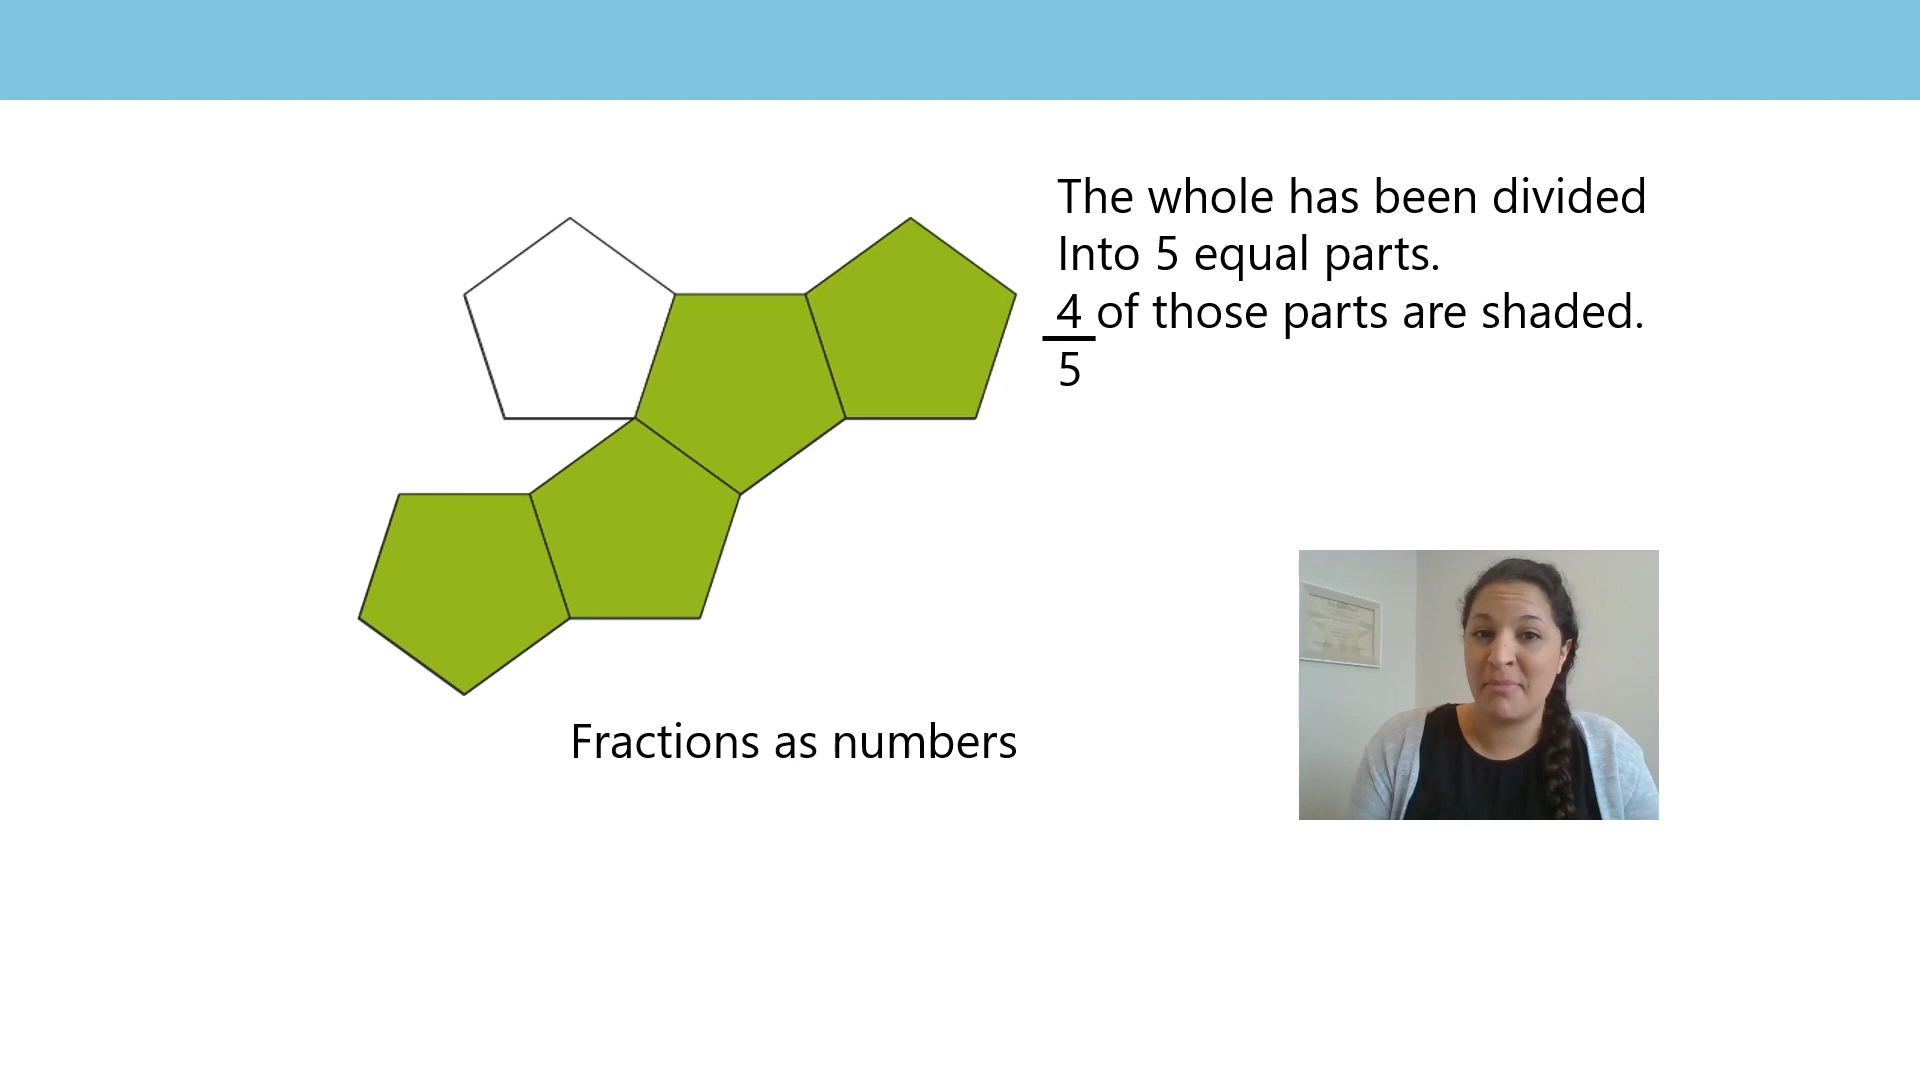 The whole has been divided
Into 5 equal parts.
4 of those parts are shaded.
5
Fractions as numbers